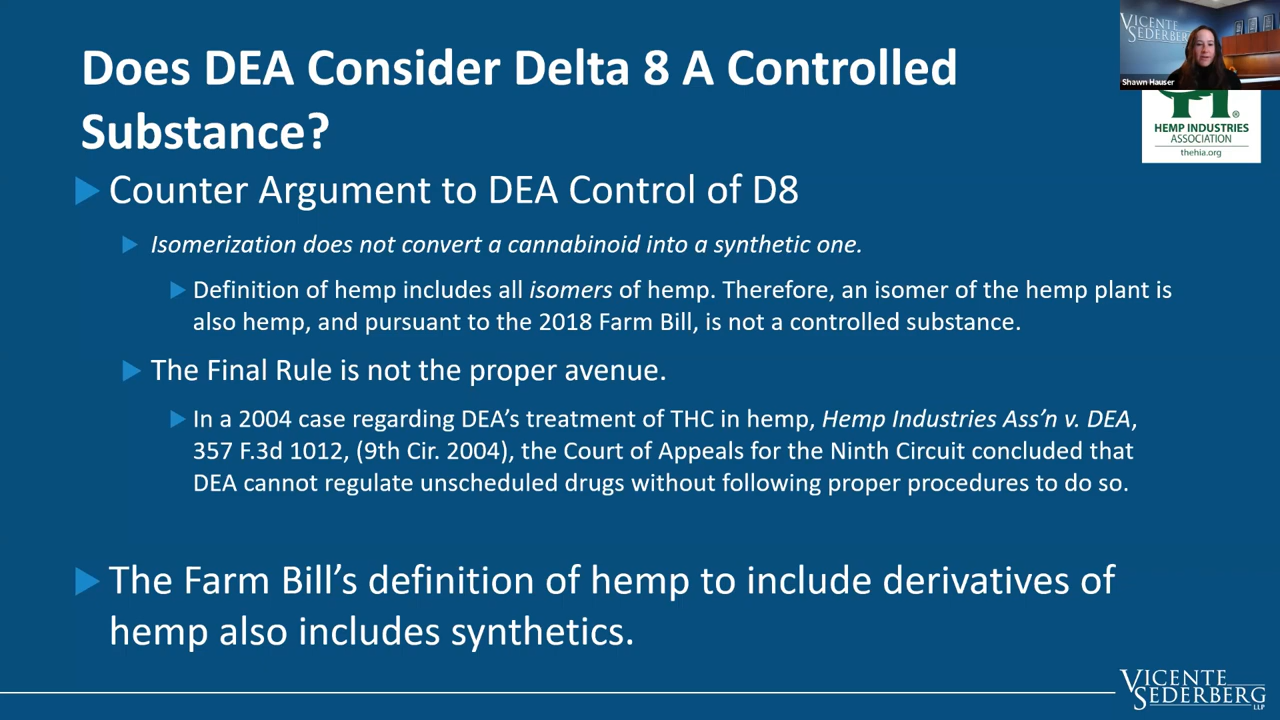 Does DEA Consider Delta 8 A Controlled
Substance?
Counter Argument to DEA Control of D8
Isomerization does not convert a cannabinoid into a synthetic one.
Definition of hemp includes all isomers of hemp. Therefore, an isomer of the hemp plant is
also hemp, and pursuant to the 2018 Farm Bill, is not a controlled substance.
The Final Rule is not the proper avenue.
In a 2004 case regarding DEA’s treatment of THC in hemp, Hemp Industries Ass’n v. DEA,
357 F.3d 1012, (9th Cir. 2004), the Court of Appeals for the Ninth Circuit concluded that
DEA cannot regulate unscheduled drugs without following proper procedures to do so.
The Farm Bill’s definition of hemp to include derivatives of
hemp also includes synthetics.
VICENTE
SEDERBERG
Shawn Hauser
®
HEMP INDUSTRIES
ASSOCIATION
thehia.org
VICENTE
SEDERBERG
LLP